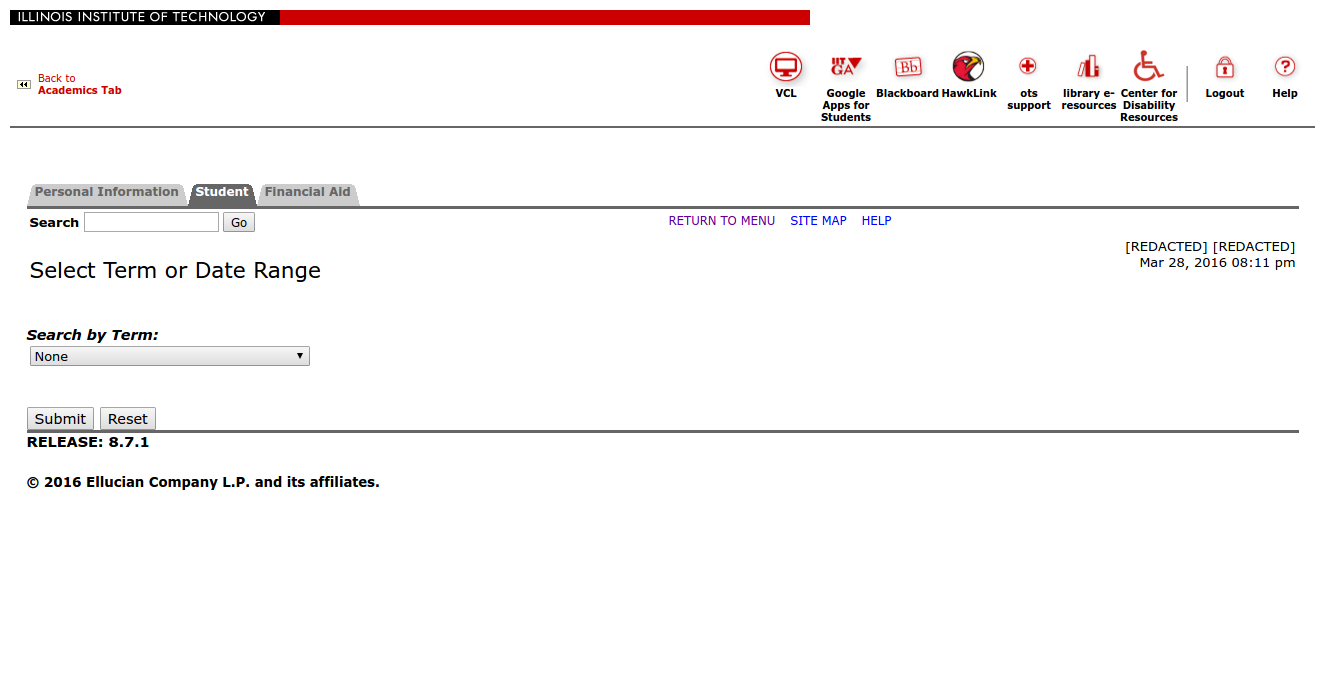 ILLINOIS INSTITUTE OF TECHNOLOGY
Back to
Academics Tab
VCL
Google
Apps for
Students
Blackboard
HawkLink
ots
support
library e-
resources
Center for
Disability
Resources
Logout
Help
IIT
GA
Bb
?
Personal Information
Student
Financial Aid
Search
Go
RETURN TO MENU
SITE MAP
HELP
[REDACTED] [REDACTED]
Mar 28, 2016 08:11 pm
Select Term or Date Range
Search by Term:
None
Submit
Reset
RELEASE: 8.7.1
© 2016 Ellucian Company L.P. and its affiliates.